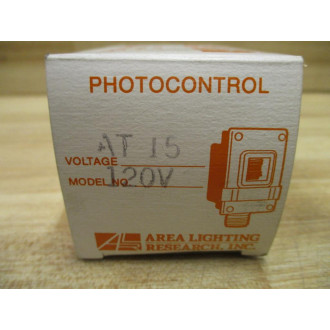 PHOTOCONTROL
VOLTAGE AT 15
MODEL NO. 120V
AREA LIGHTING
RESEARCH, INC.